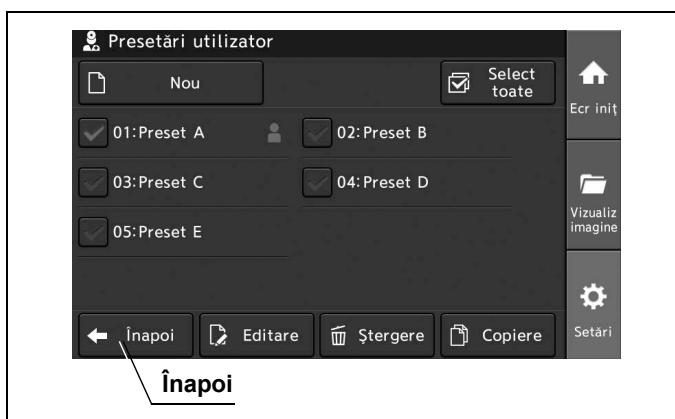 Presetări utilizator
Nou
Select
toate
Ecr iniț
01:Preset A
02:Preset B
03:Preset C
04:Preset D
Vizualiz
imagine
05:Preset E
Înapoi
Editare
Ștergere
Copiere
Setări
Înapoi